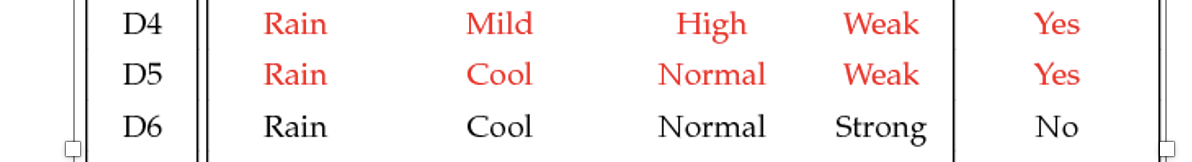 D4 Rain Mild High Weak Yes
D5 Rain Cool Normal Weak Yes
D6 Rain Cool Normal Strong No